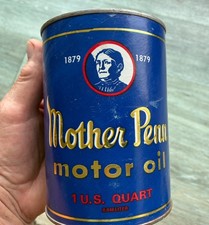 1879 1879
Mother Penn
motor oil
1 U.S. QUART